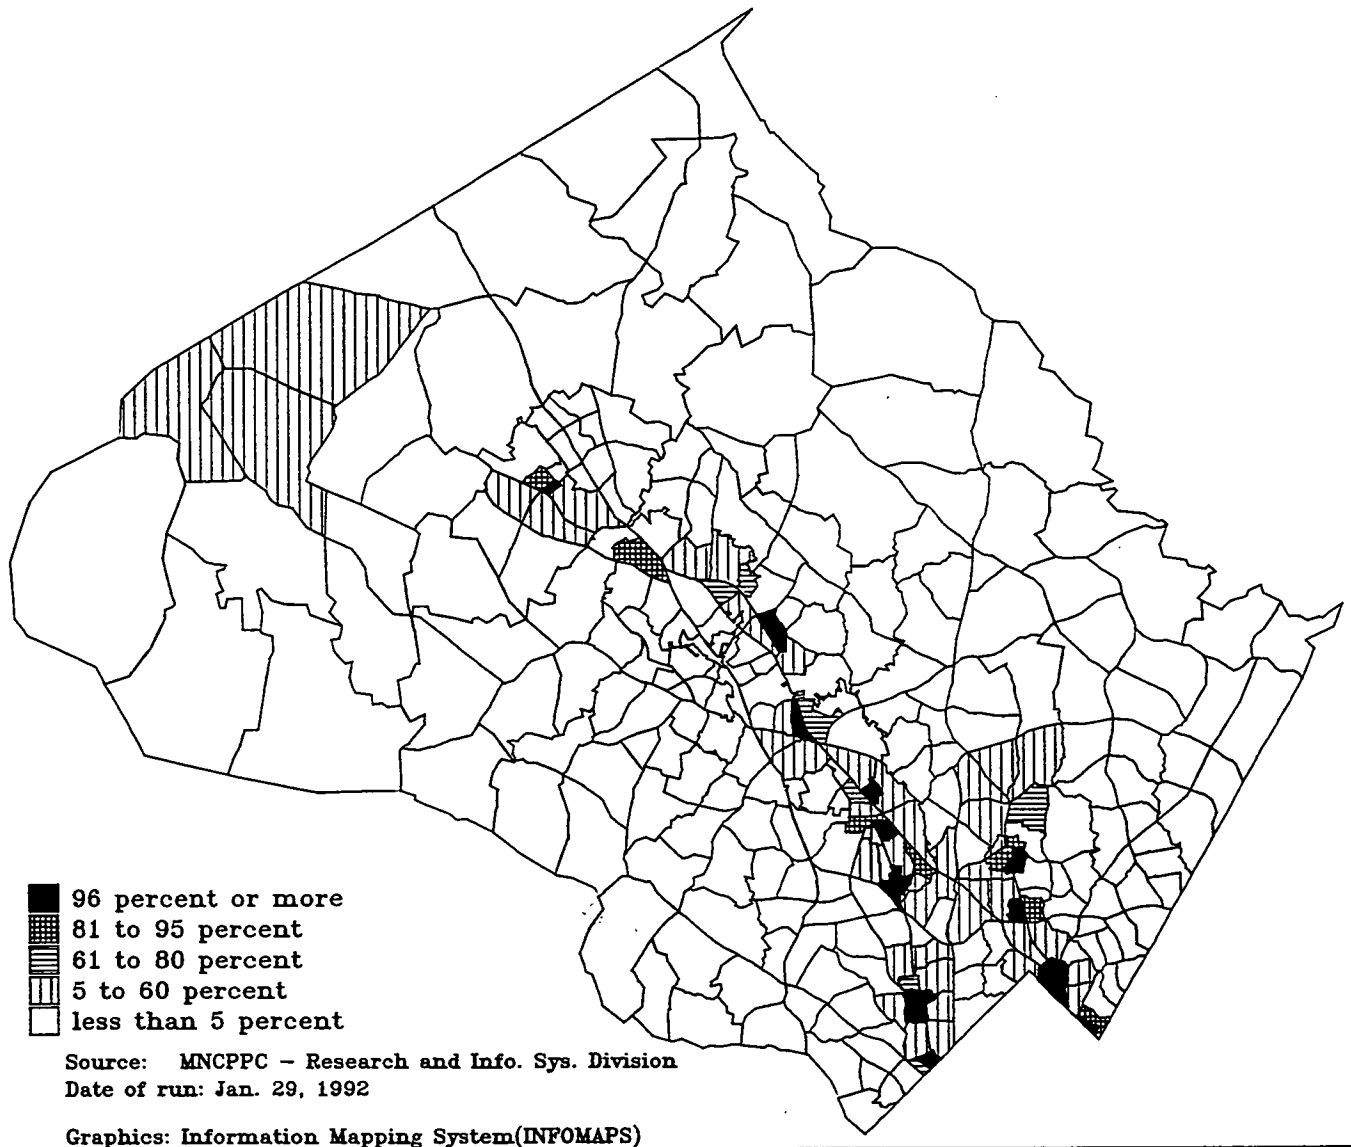 96 percent or more
81 to 95 percent
61 to 80 percent
5 to 60 percent
less than 5 percent
Source: MNCPPC - Research and Info. Sys. Division
Date of run: Jan. 29, 1992
Graphics: Information Mapping System(INFOMAPS)